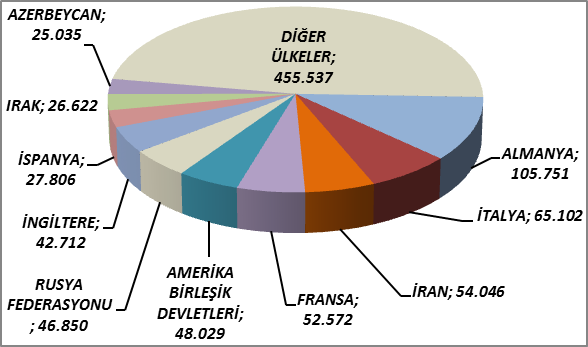 AZERBEYCAN;
25.035
DİĞER
ÜLKELER;
455.537
IRAK; 26.622
İSPANYA;
27.806
İNGİLTERE;
42.712
RUSYA
FEDERASYONU
; 46.850
AMERİKA
BİRLEŞİK
DEVLETLERİ;
48.029
FRANSA;
52.572
İRAN; 54.046
İTALYA; 65.102
ALMANYA;
105.751